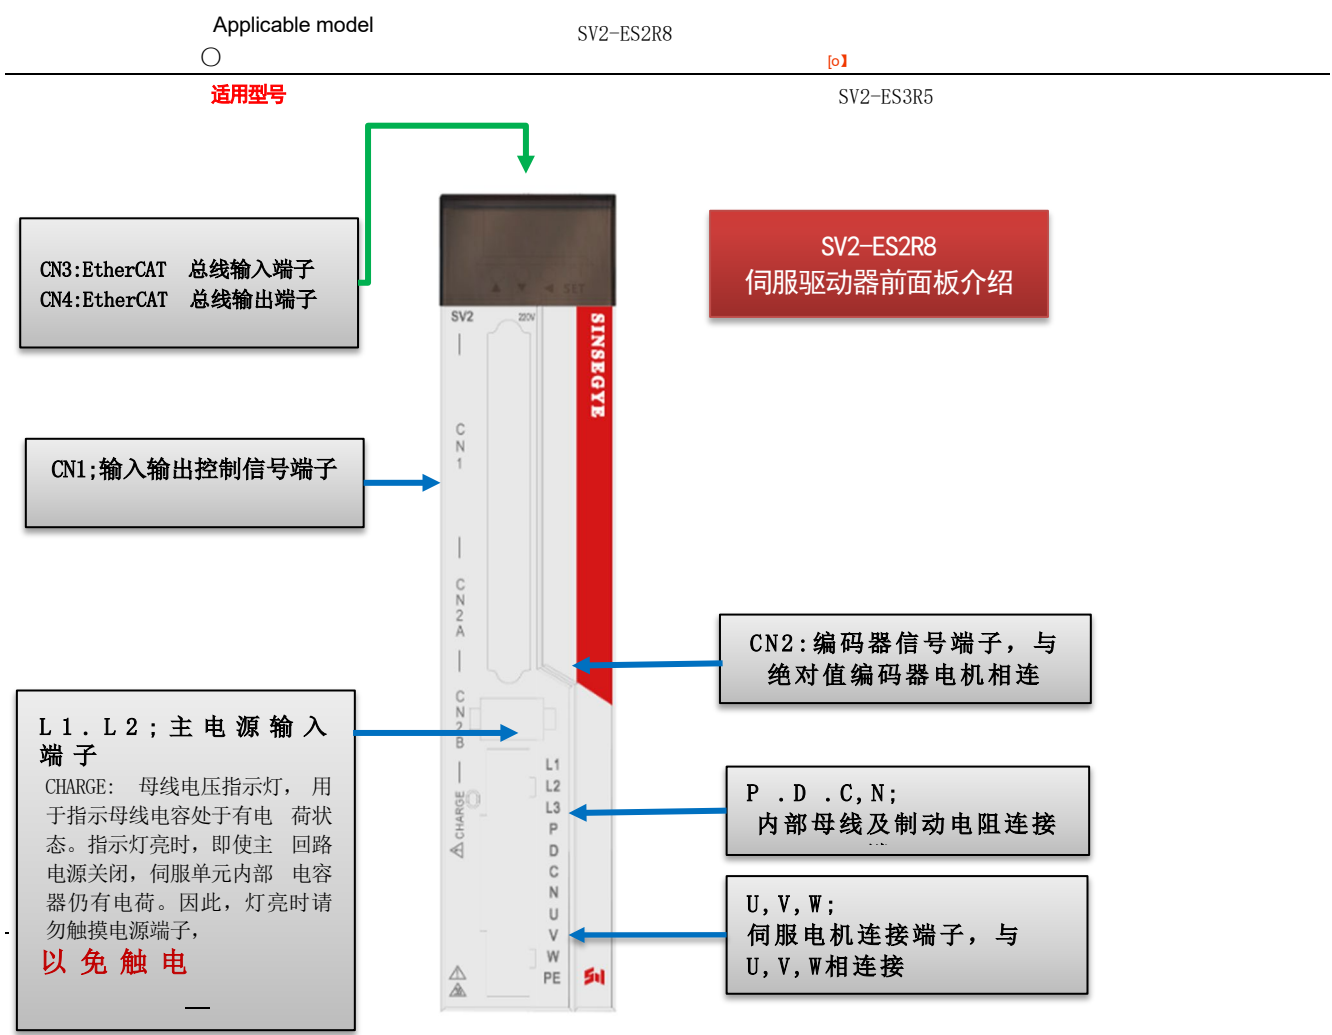 Applicable model
SV2-ES2R8
○
[o】
适用型号
SV2-ES3R5
CN3:EtherCAT 总线输入端子
CN4:EtherCAT 总线输出端子
SV2-ES2R8
伺服驱动器前面板介绍
▲ ▼ ◀ SET
SV2 220V
SINSEGYE
CN1
CN1;输入输出控制信号端子
CN2A
CN2:编码器信号端子，与
绝对值编码器电机相连
CN2B
L1.L2;主电源输入
端子
CHARGE: 母线电压指示灯， 用
于指示母线电容处于有电 荷状
态。指示灯亮时，即使主 回路
电源关闭，伺服单元内部 电容
器仍有电荷。因此，灯亮时请
勿触摸电源端子，
以免触电
CHARGE
L1
L2
L3
P
D
C
N
U
V
W
PE
P .D .C,N;
内部母线及制动电阻连接
U,V,W;
伺服电机连接端子，与
U,V,W相连接